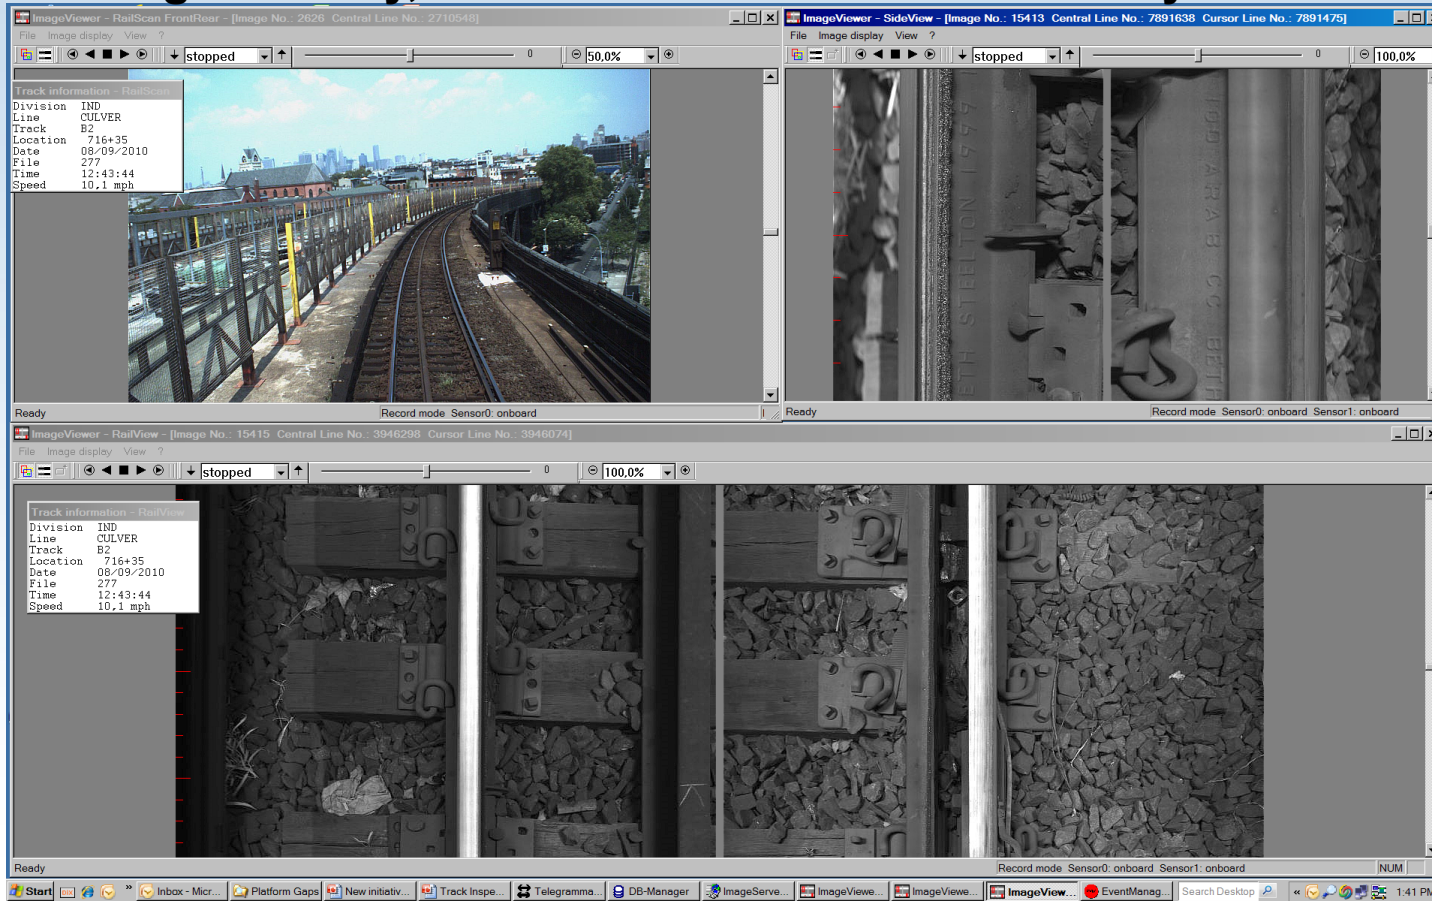 ImageViewer - RailScan FrontRear - [Image No.: 2626 Central Line No.: 2710548]
File Image display View ?
stopped 0 50,0%
Track information - RailScan
Division IND
Line CULVER
Track B2
Location 716+35
Date 08/09/2010
File 277
Time 12:43:44
Speed 10,1 mph
Ready Record mode Sensor0: onboard
ImageViewer - SideView - [Image No.: 15413 Central Line No.: 7891638 Cursor Line No.: 7891475]
File Image display View ?
stopped 0 100,0%
STEELTON 1991
ETH
TOD ARA B CC BETH
Ready Record mode Sensor0: onboard Sensor1: onboard
ImageViewer - RailView - [Image No.: 15415 Central Line No.: 3946298 Cursor Line No.: 3946074]
File Image display View ?
stopped 0 100,0%
Track information - RailView
Division IND
Line CULVER
Track B2
Location 716+35
Date 08/09/2010
File 277
Time 12:43:44
Speed 10,1 mph
Ready Record mode Sensor0: onboard Sensor1: onboard NUM
Start » Inbox - Micr... Platform Gaps New initiativ... Track Inspe... Telegramma... DB-Manager ImageServe... ImageViewe... ImageViewe... ImageView... EventManag... Search Desktop « 1:41 PM